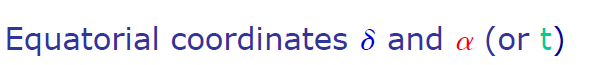 Equatorial coordinates δ and α (or t)